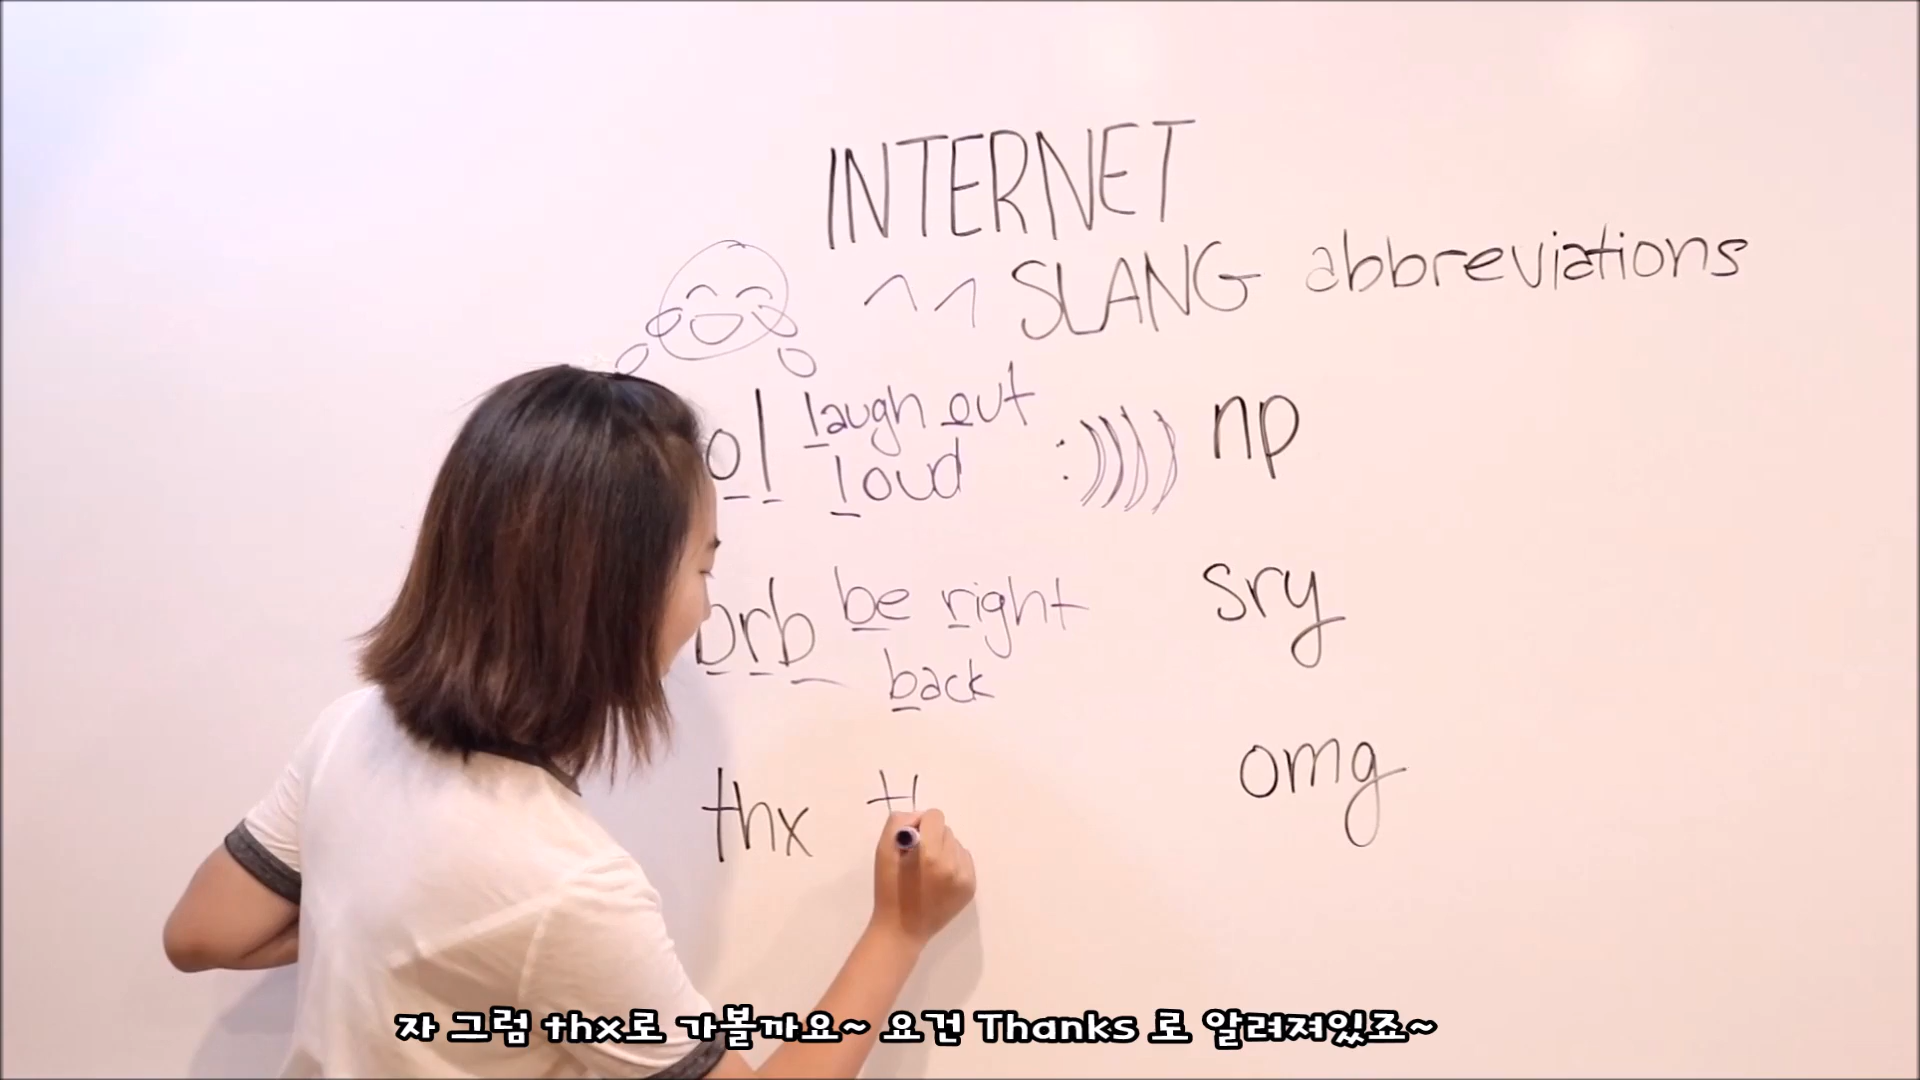 INTERNET
^^ SLANG abbreviations
ol laugh out
loud :)))) np
brb be right
back
sry
thx
omg
자 그럼 thx로 가볼까요~ 요건 Thanks 로 알려져있죠~